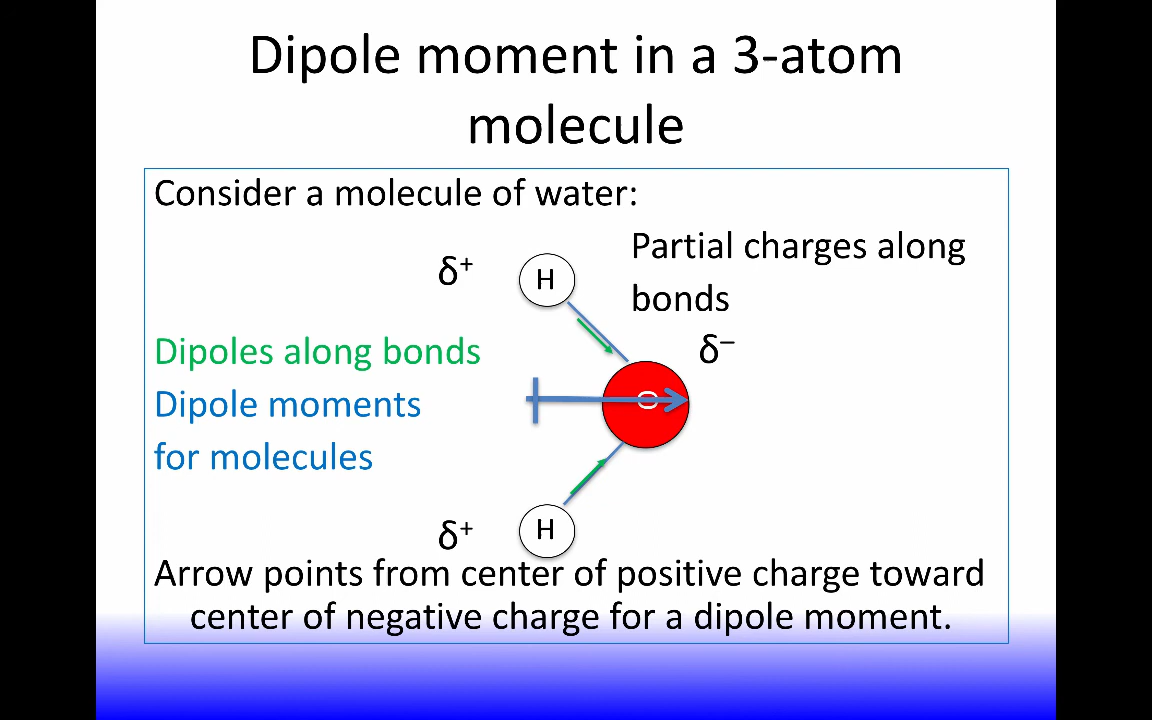 Dipole moment in a 3-atom
molecule
Consider a molecule of water:
Partial charges along
bonds
δ⁺
H
δ⁻
Dipoles along bonds
Dipole moments
for molecules
O
δ⁺
H
Arrow points from center of positive charge toward
center of negative charge for a dipole moment.